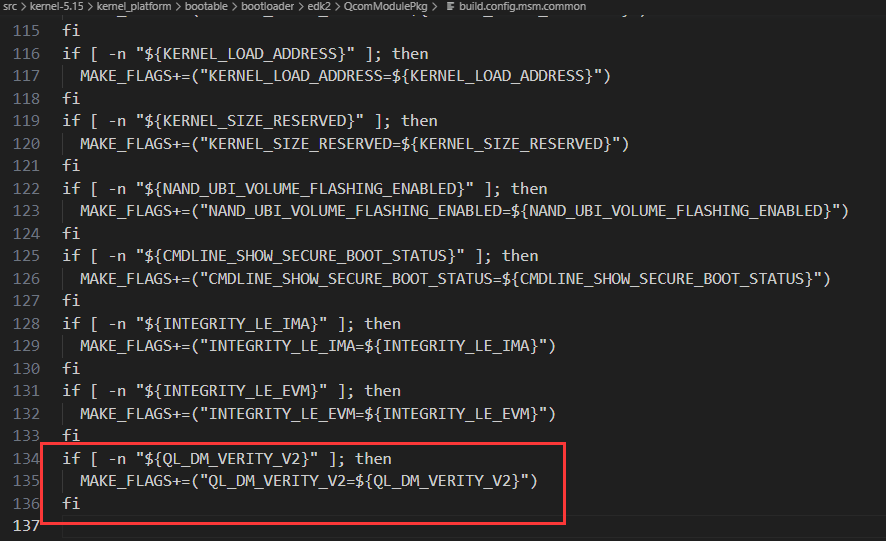 src > kernel-5.15 > kernel_platform > bootable > bootloader > edk2 > QcomModulePkg > build.config.msm.common
115 fi
116 if [ -n "${KERNEL_LOAD_ADDRESS}" ]; then
117 MAKE_FLAGS+=("KERNEL_LOAD_ADDRESS=${KERNEL_LOAD_ADDRESS}")
118 fi
119 if [ -n "${KERNEL_SIZE_RESERVED}" ]; then
120 MAKE_FLAGS+=("KERNEL_SIZE_RESERVED=${KERNEL_SIZE_RESERVED}")
121 fi
122 if [ -n "${NAND_UBI_VOLUME_FLASHING_ENABLED}" ]; then
123 MAKE_FLAGS+=("NAND_UBI_VOLUME_FLASHING_ENABLED=${NAND_UBI_VOLUME_FLASHING_ENABLED}")
124 fi
125 if [ -n "${CMDLINE_SHOW_SECURE_BOOT_STATUS}" ]; then
126 MAKE_FLAGS+=("CMDLINE_SHOW_SECURE_BOOT_STATUS=${CMDLINE_SHOW_SECURE_BOOT_STATUS}")
127 fi
128 if [ -n "${INTEGRITY_LE_IMA}" ]; then
129 MAKE_FLAGS+=("INTEGRITY_LE_IMA=${INTEGRITY_LE_IMA}")
130 fi
131 if [ -n "${INTEGRITY_LE_EVM}" ]; then
132 MAKE_FLAGS+=("INTEGRITY_LE_EVM=${INTEGRITY_LE_EVM}")
133 fi
134 if [ -n "${QL_DM_VERITY_V2}" ]; then
135 MAKE_FLAGS+=("QL_DM_VERITY_V2=${QL_DM_VERITY_V2}")
136 fi
137